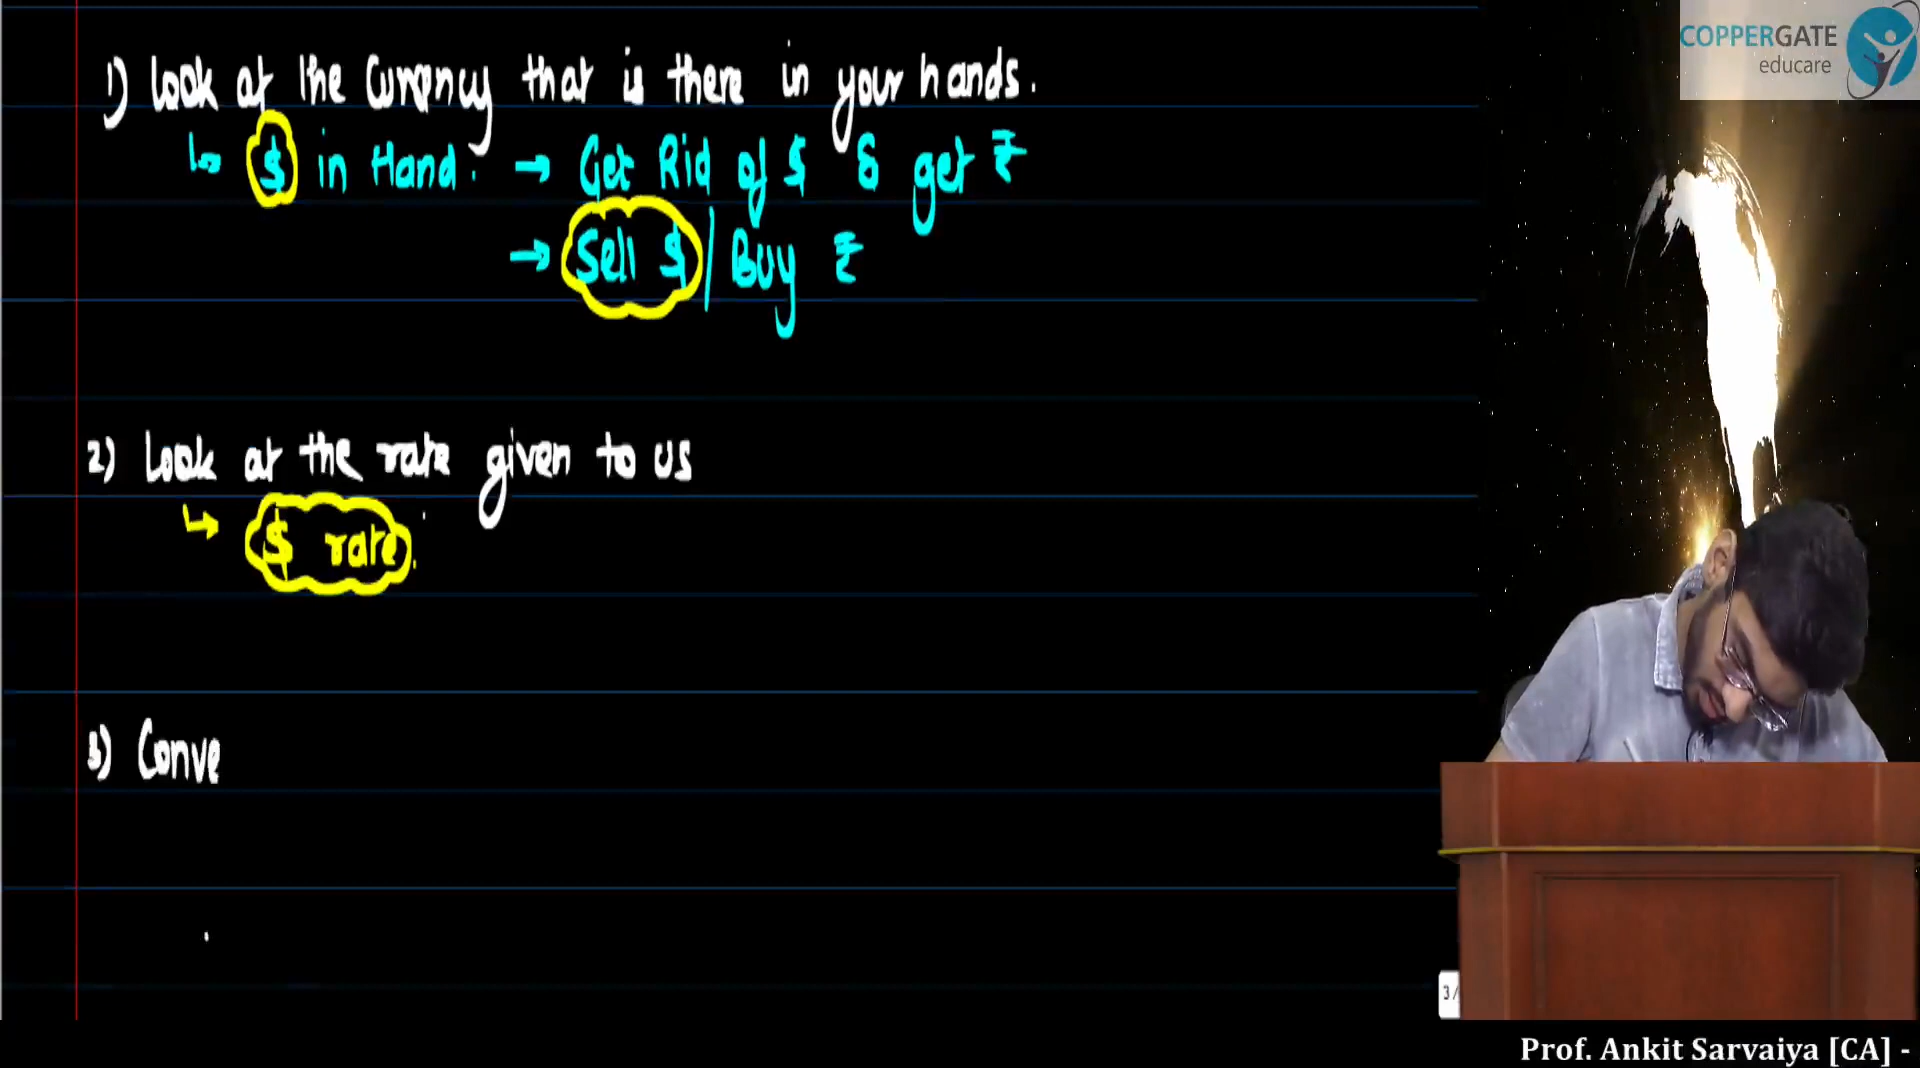 1) Look at the Currency that is there in your hands.
↳ $ in Hand. → Get Rid of $ & get ₹
→ Sell $ / Buy ₹
2) Look at the rate given to us
↳ $ rate.
3) Conve
COPPERGATE
educare
3/
Prof. Ankit Sarvaiya [CA] -